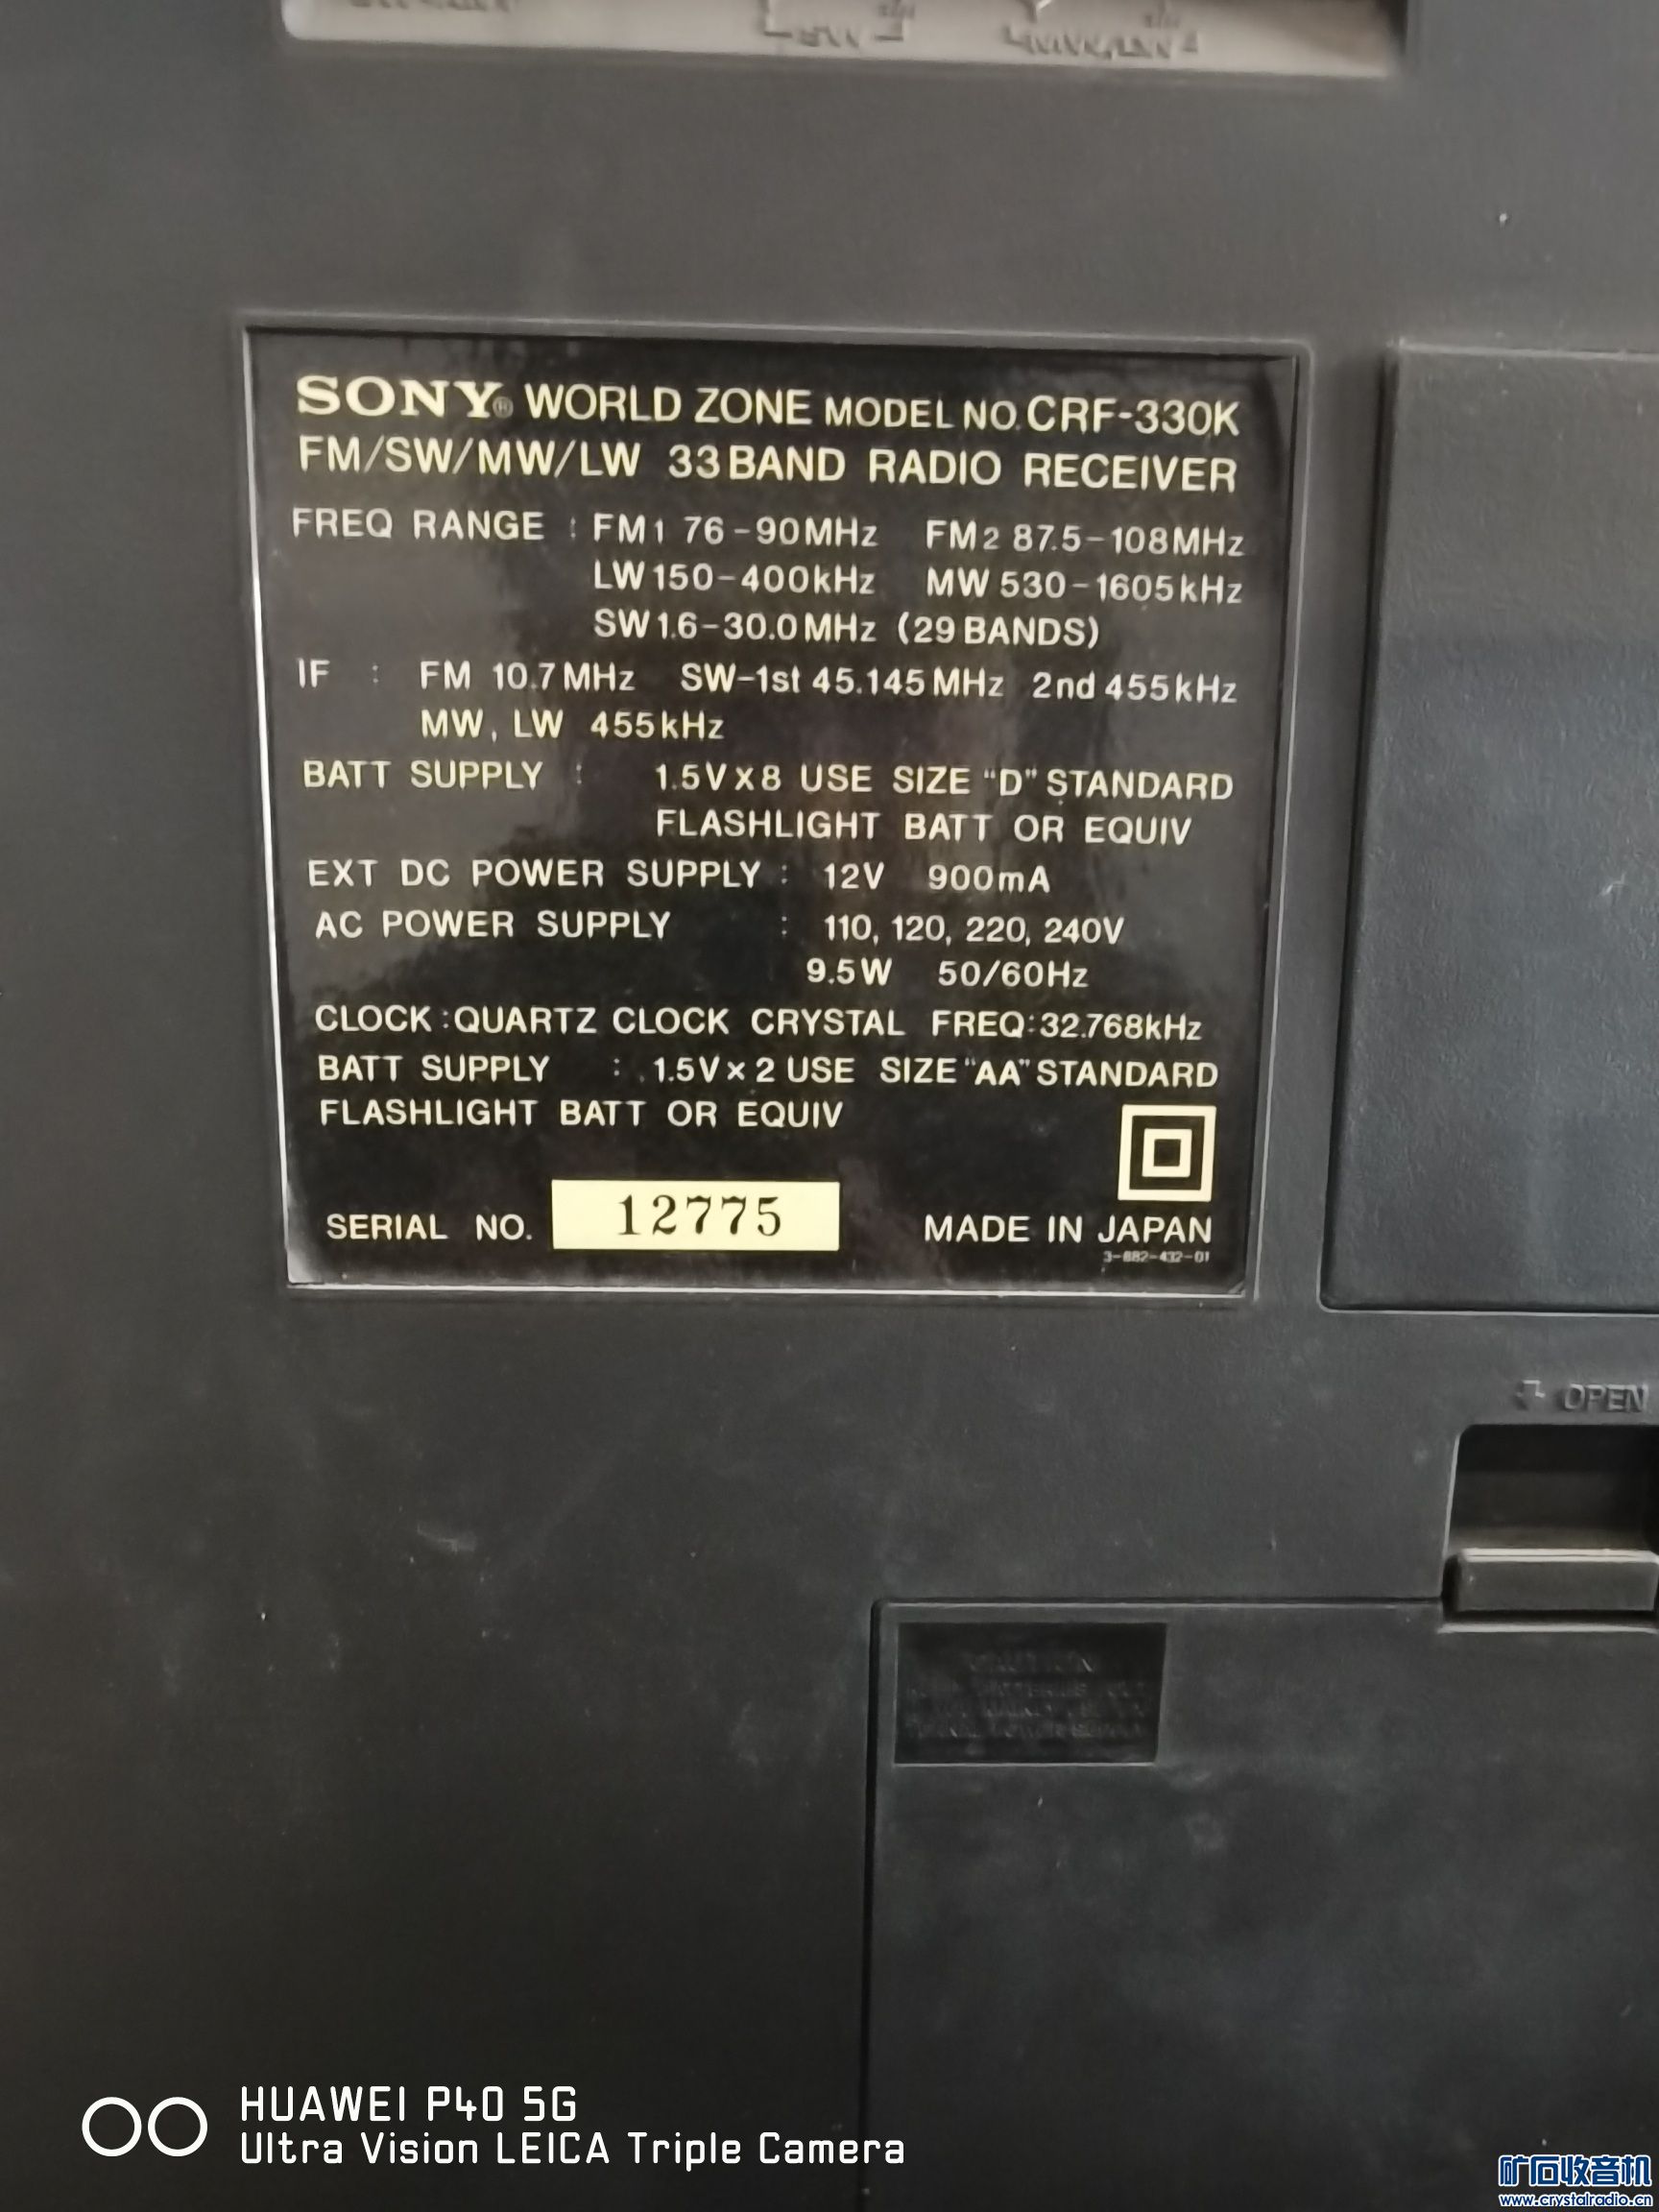 SW
MW/LW
SONY® WORLD ZONE MODEL NO. CRF-330K
FM/SW/MW/LW 33 BAND RADIO RECEIVER
FREQ RANGE : FM1 76-90MHz FM2 87.5-108MHz
LW 150-400kHz MW 530-1605kHz
SW 1.6-30.0MHz (29 BANDS)
IF : FM 10.7MHz SW-1st 45.145MHz 2nd 455kHz
MW, LW 455kHz
BATT SUPPLY : 1.5V X 8 USE SIZE "D" STANDARD
FLASHLIGHT BATT OR EQUIV
EXT DC POWER SUPPLY : 12V 900mA
AC POWER SUPPLY : 110, 120, 220, 240V
9.5W 50/60Hz
CLOCK : QUARTZ CLOCK CRYSTAL FREQ: 32.768kHz
BATT SUPPLY : 1.5V × 2 USE SIZE "AA" STANDARD
FLASHLIGHT BATT OR EQUIV
SERIAL NO. 12775 MADE IN JAPAN
3-882-432-01
OPEN
CAUTION
HUAWEI P40 5G
Ultra Vision LEICA Triple Camera
矿石收音机
www.crystalradio.cn